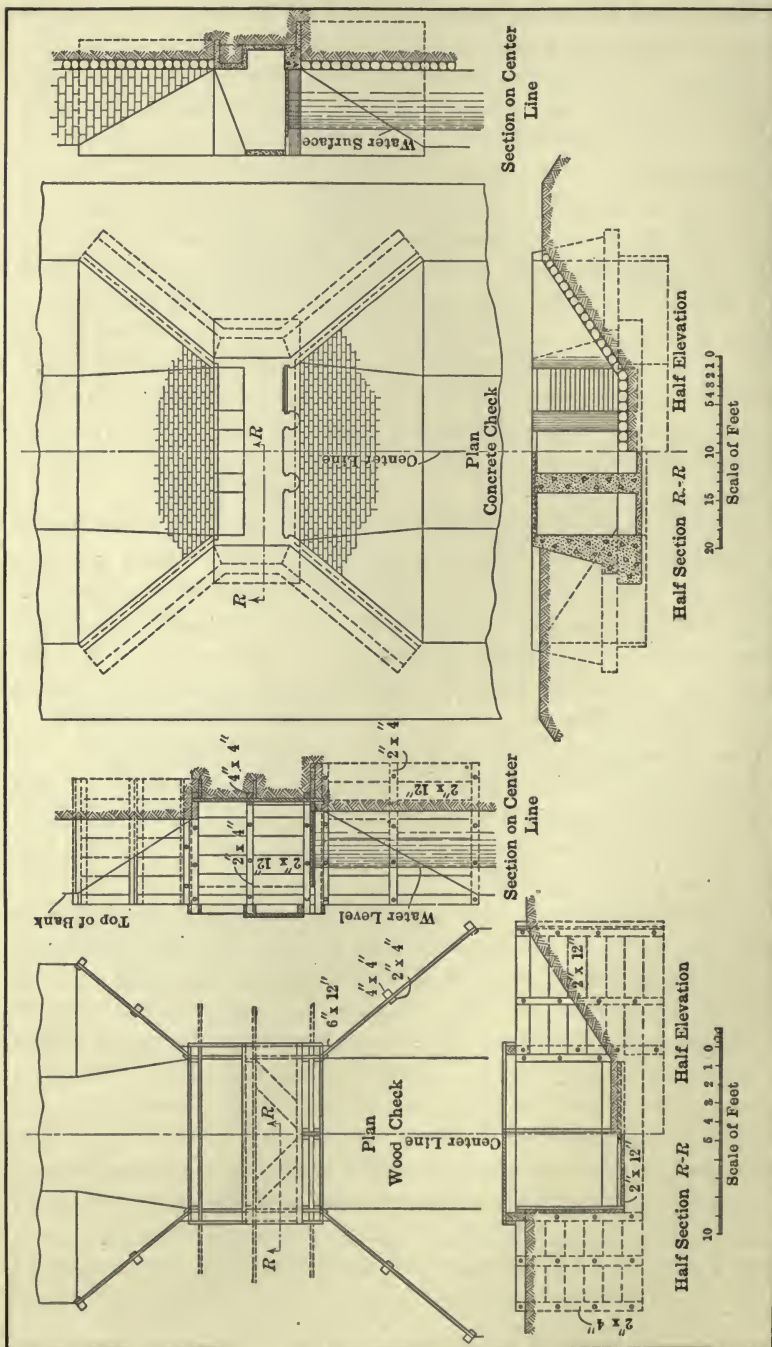 Section on Center
Line
Water Surface
R
R
Center Line
Plan
Concrete Check
Half Elevation
Half Section R.-R
20 15 10 5 4 3 2 1 0
Scale of Feet
4" x 4"
2" x 4
2" x 12"
2" x 4"
2" x 12"
Top of Bank
Water Level
Section on Center
Line
4" x 4"
2" x 4"
6" x 12"
R
R
Plan
Wood Check
Center Line
2" x 12"
2" x 12"
2" x 4"
Half Elevation
Half Section R-R
10 5 4 3 2 1 0
Scale of Feet